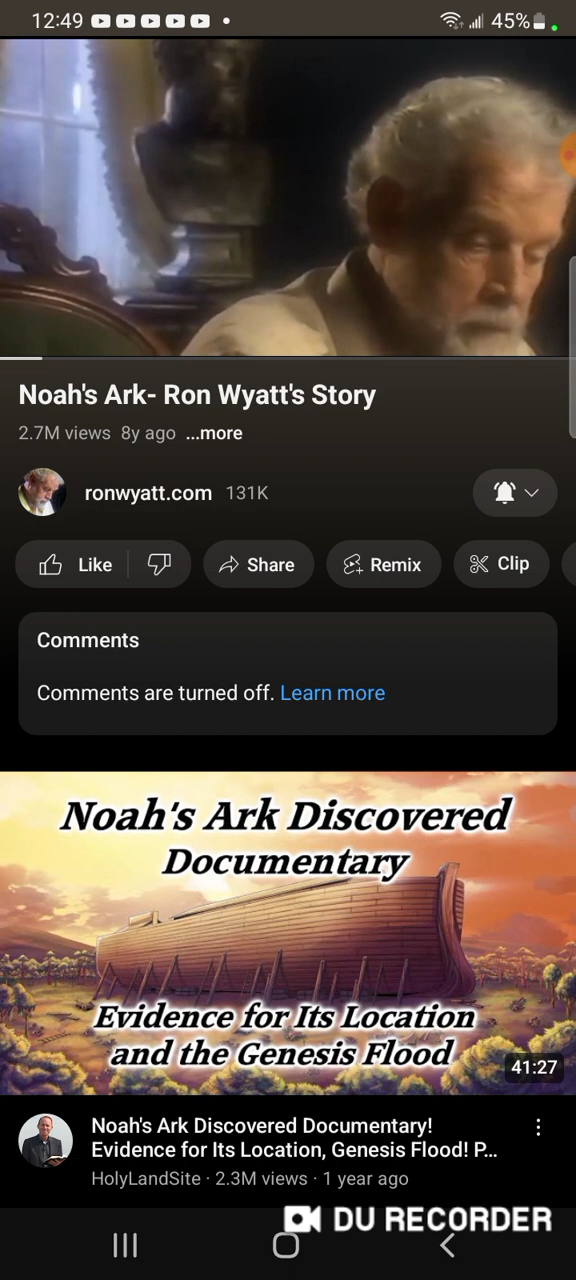 12:49
45%
Noah's Ark- Ron Wyatt's Story
2.7M views 8y ago ...more
ronwyatt.com 131K
Like
Share
Remix
Clip
Comments
Comments are turned off. Learn more
Noah's Ark Discovered
Documentary
Evidence for Its Location
and the Genesis Flood
41:27
Noah's Ark Discovered Documentary!
Evidence for Its Location, Genesis Flood! P...
HolyLandSite · 2.3M views · 1 year ago
DU RECORDER